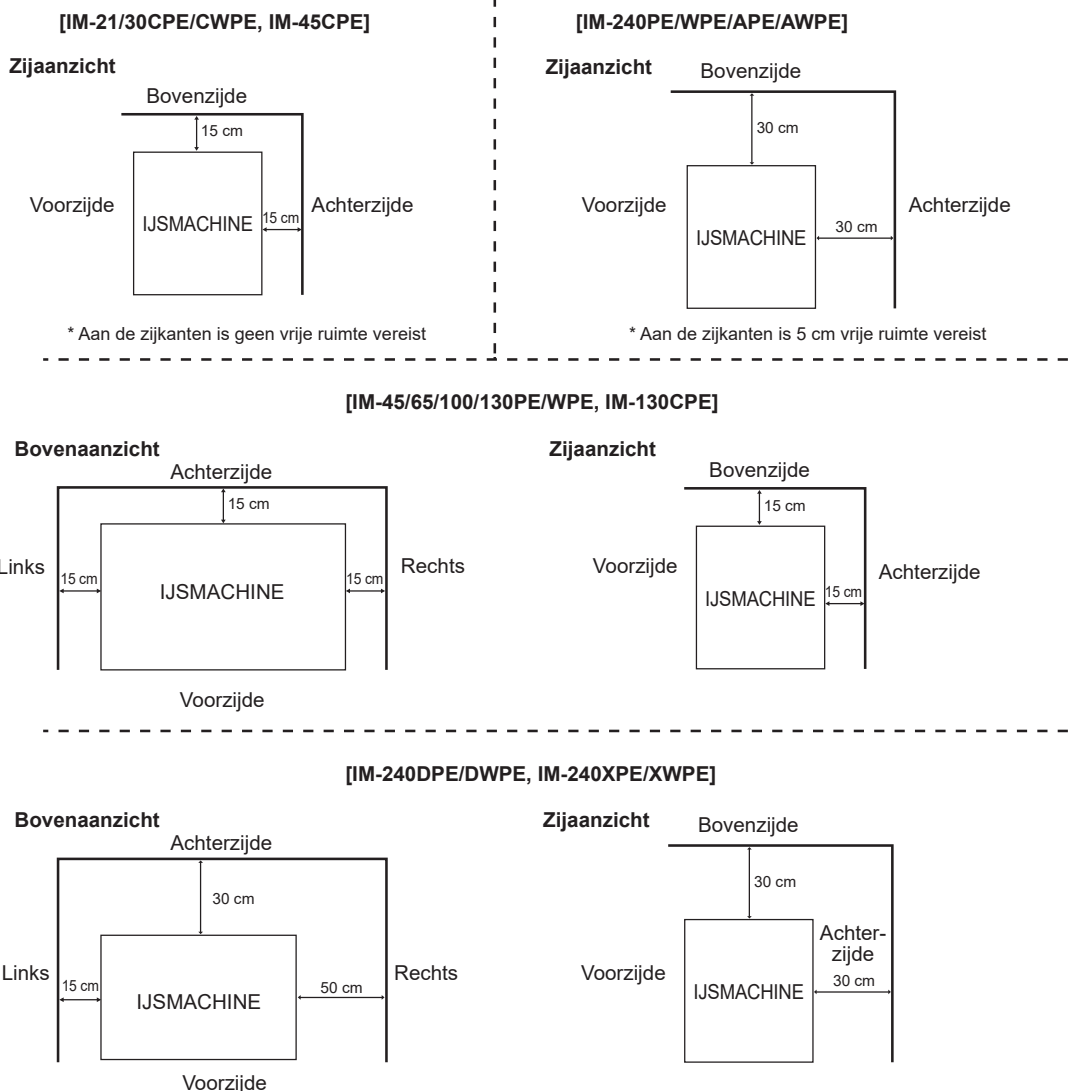 [IM-21/30CPE/CWPE, IM-45CPE]
Zijaanzicht
Bovenzijde
15 cm
Voorzijde
IJSMACHINE
15 cm
Achterzijde
* Aan de zijkanten is geen vrije ruimte vereist
[IM-240PE/WPE/APE/AWPE]
Zijaanzicht
Bovenzijde
30 cm
Voorzijde
IJSMACHINE
30 cm
Achterzijde
* Aan de zijkanten is 5 cm vrije ruimte vereist
[IM-45/65/100/130PE/WPE, IM-130CPE]
Bovenaanzicht
Achterzijde
15 cm
Links
15 cm
IJSMACHINE
15 cm
Rechts
Voorzijde
Zijaanzicht
Bovenzijde
15 cm
Voorzijde
IJSMACHINE
15 cm
Achterzijde
[IM-240DPE/DWPE, IM-240XPE/XWPE]
Bovenaanzicht
Achterzijde
30 cm
Links
15 cm
IJSMACHINE
50 cm
Rechts
Voorzijde
Zijaanzicht
Bovenzijde
30 cm
Voorzijde
IJSMACHINE
Achter-
zijde
30 cm